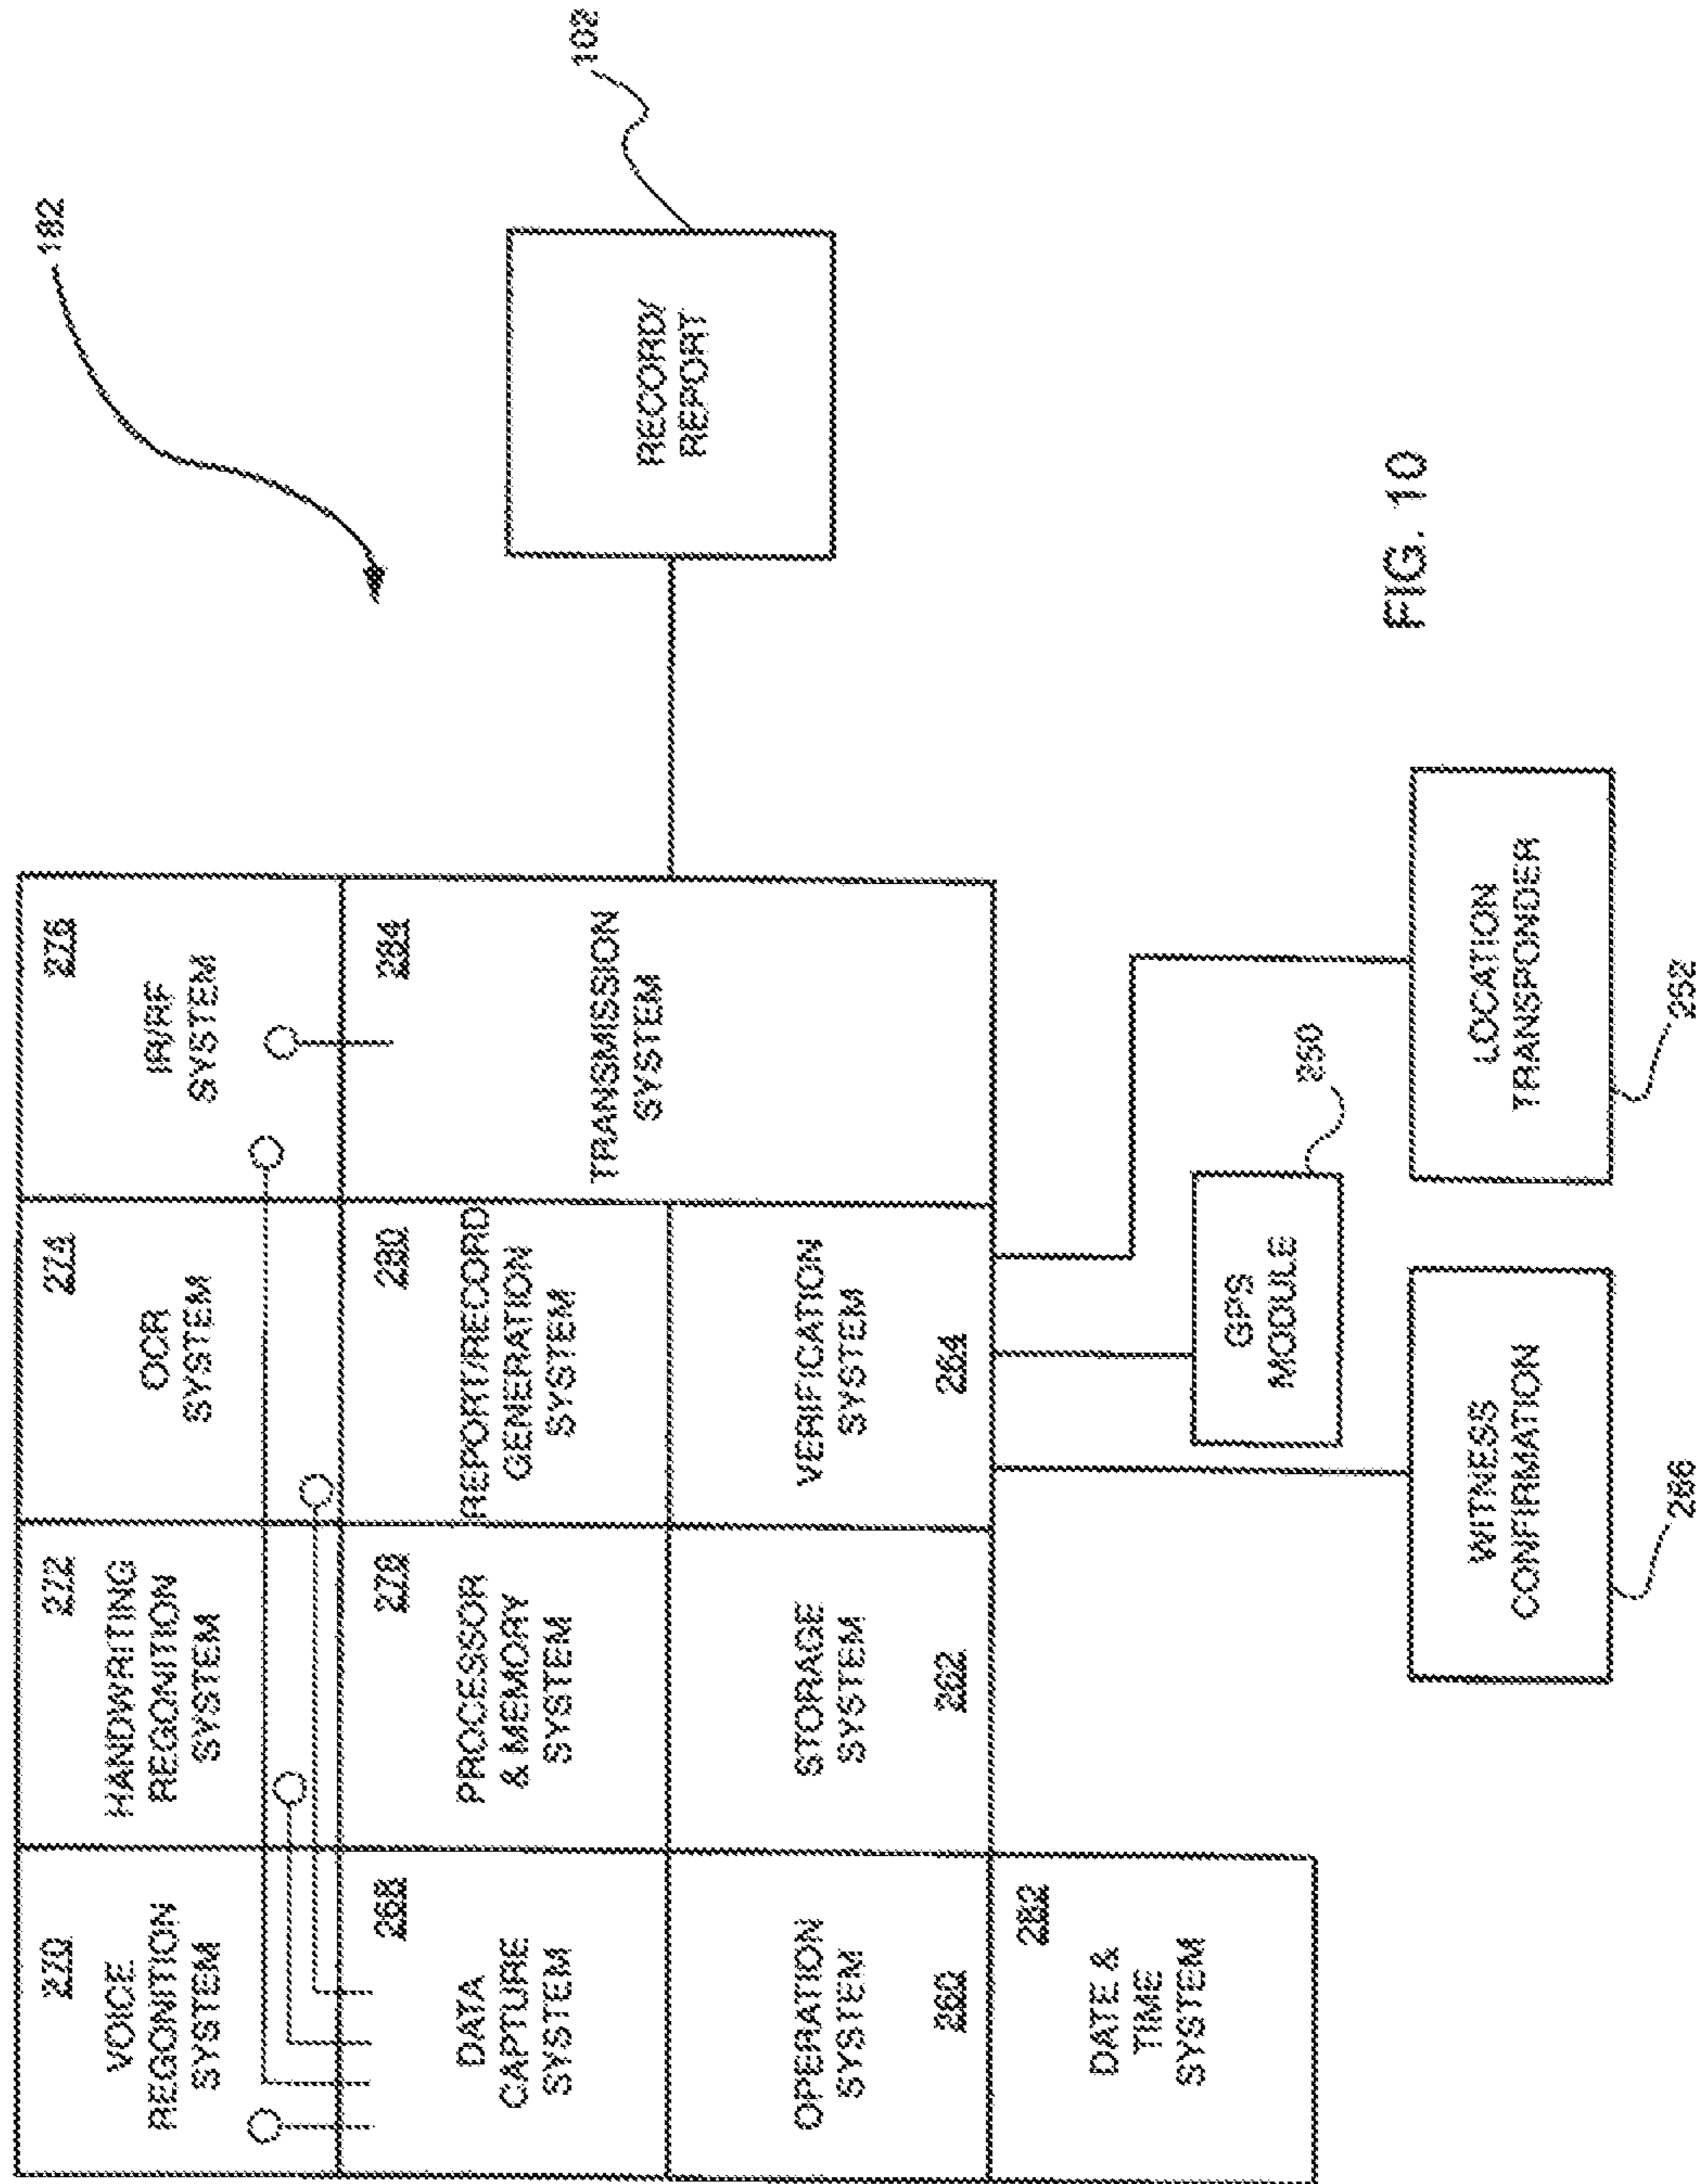 182
270
VOICE
REGONITION
SYSTEM
272
HANDWRITING
REGONITION
SYSTEM
274
OCR
SYSTEM
276
IR/RF
SYSTEM
268
DATA
CAPTURE
SYSTEM
278
PROCESSOR
& MEMORY
SYSTEM
280
REPORT/RECORD
GENERATION
SYSTEM
284
TRANSMISSION
SYSTEM
RECORD/
REPORT
102
OPERATION
SYSTEM
260
STORAGE
SYSTEM
262
VERIFICATION
SYSTEM
264
282
DATE &
TIME
SYSTEM
GPS
MODULE
250
WITNESS
CONFIRMATION
286
LOCATION
TRANSPONDER
252
FIG. 10